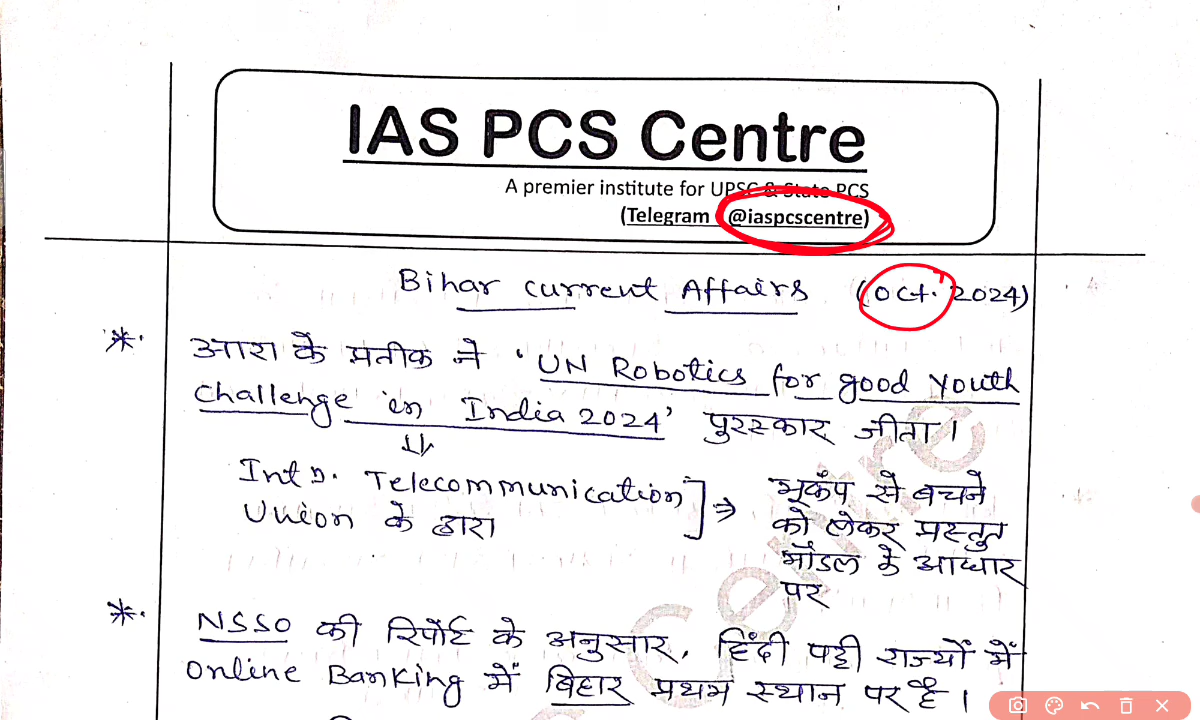 IAS PCS Centre
A premier institute for UPSC & State PCS
(Telegram @iaspcscentre)
Bihar Current Affairs (Oct. 2024)
*. आरा के प्रतीक ने 'UN Robotics for good Youth
Challenge in India 2024' पुरस्कार जीता।
Intn. Telecommunication
Union के द्वारा
⇒ भूकंप से बचने
को लेकर प्रस्तुत
मॉडल के आधार
पर
*. NSSO की रिपोर्ट के अनुसार, हिंदी पट्टी राज्यों में
Online Banking में बिहार प्रथम स्थान पर है।
Centre